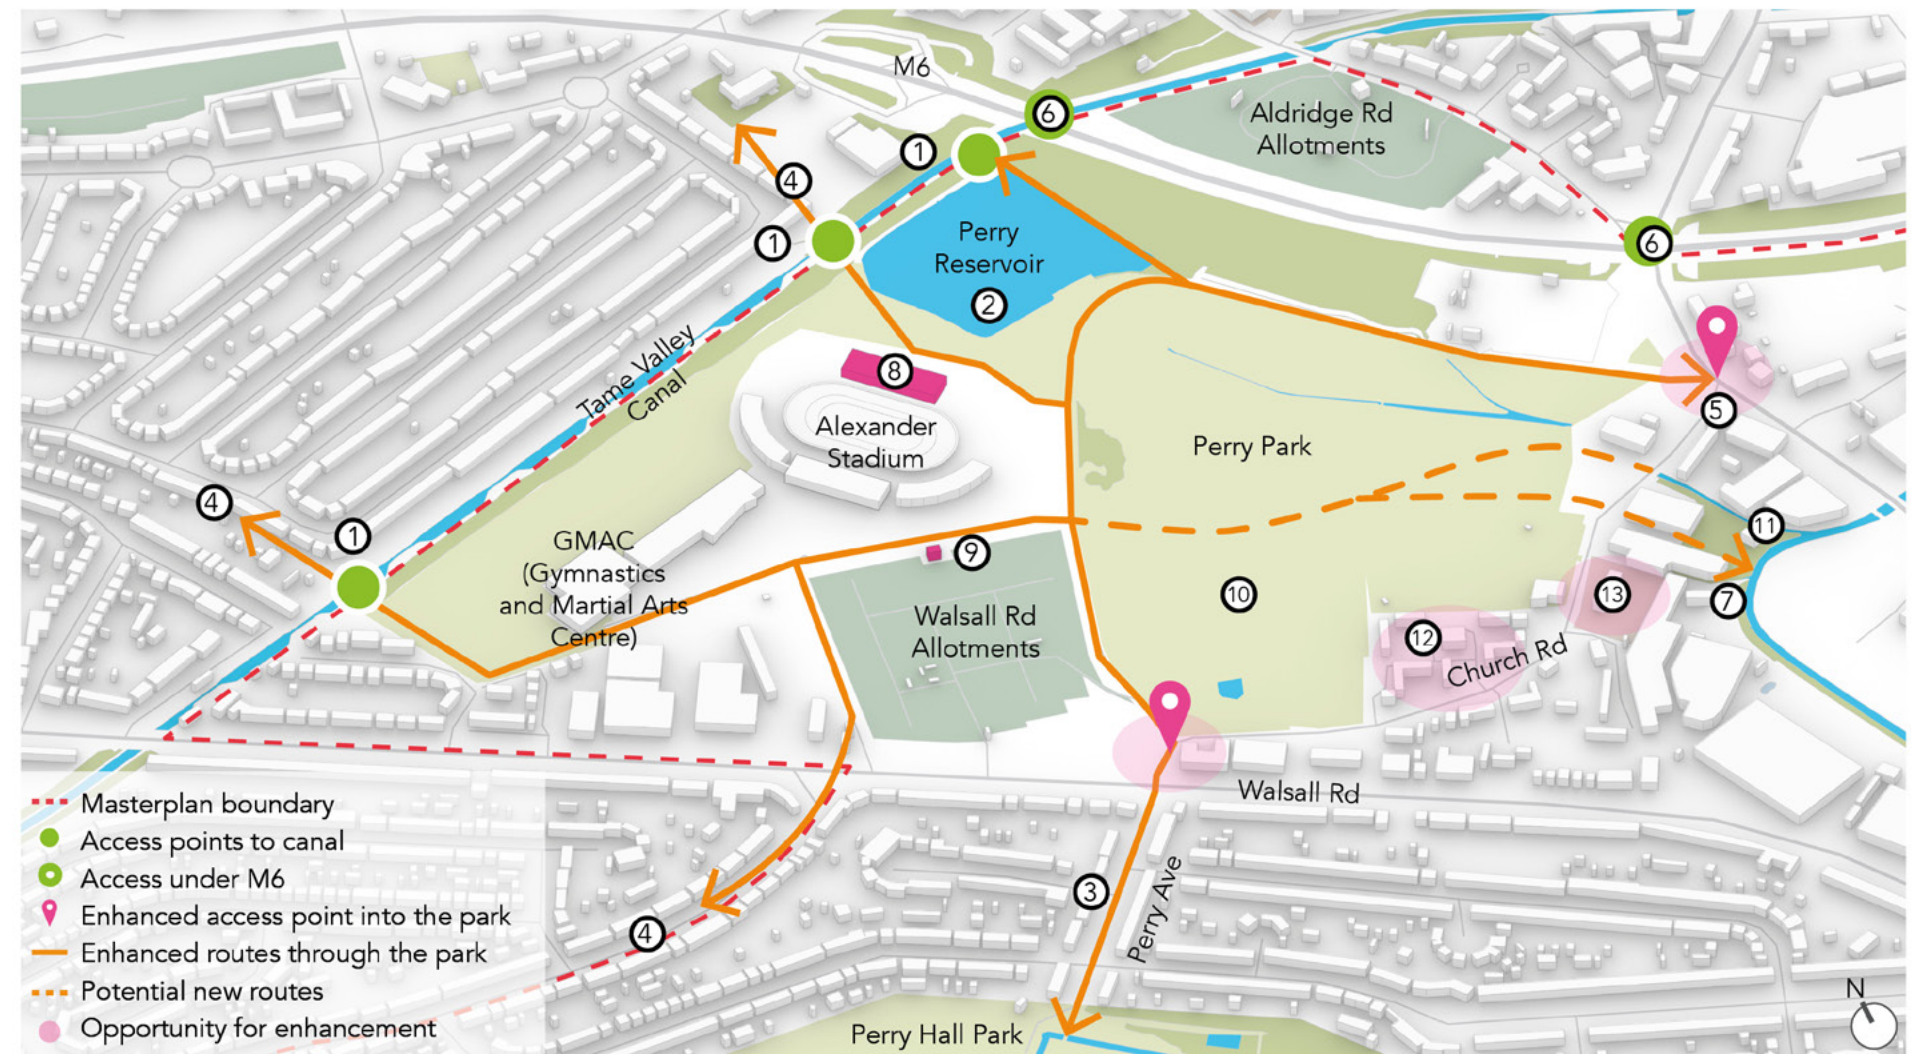 M6
6
Aldridge Rd
Allotments
1
4
1
Perry
Reservoir
2
6
Tame Valley
Canal
8
5
Alexander
Stadium
Perry Park
4
1
11
GMAC
(Gymnastics
and Martial Arts
Centre)
9
10
13
7
Walsall Rd
Allotments
12
Church Rd
Walsall Rd
3
Perry Ave
4
Perry Hall Park
N
Masterplan boundary
Access points to canal
Access under M6
Enhanced access point into the park
Enhanced routes through the park
Potential new routes
Opportunity for enhancement